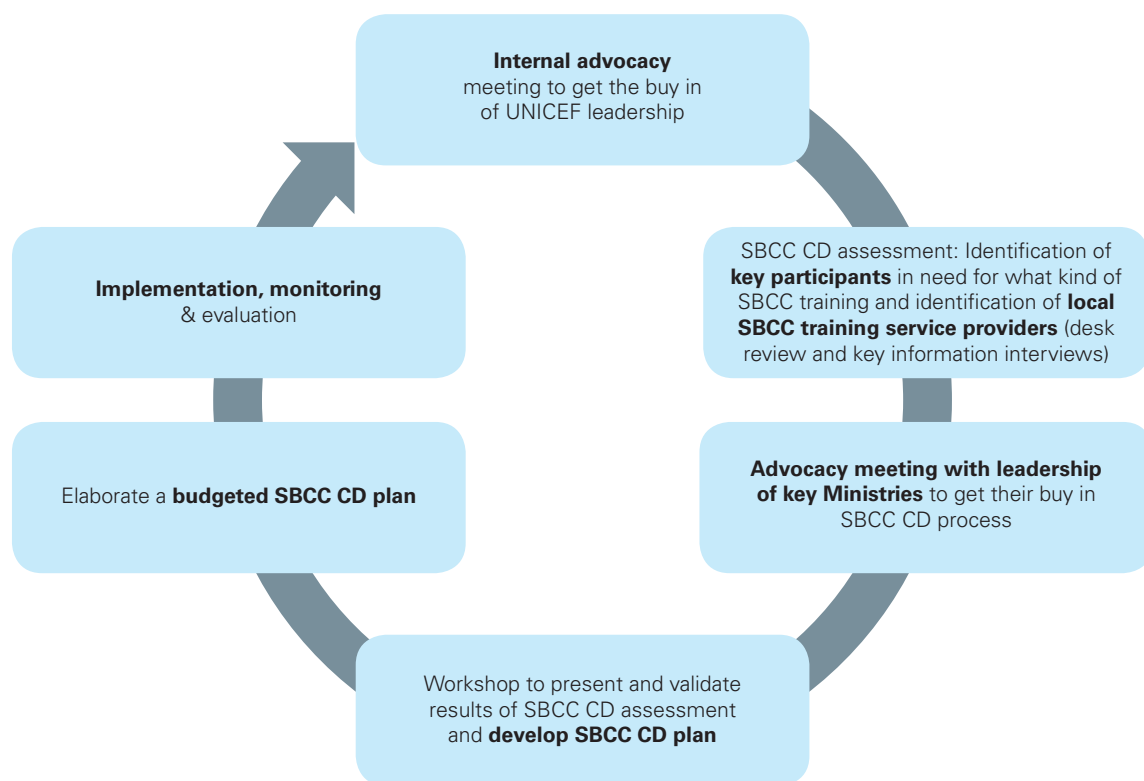 Internal advocacy
meeting to get the buy in
of UNICEF leadership
SBCC CD assessment: Identification of
key participants in need for what kind of
SBCC training and identification of local
SBCC training service providers (desk
review and key information interviews)
Advocacy meeting with leadership
of key Ministries to get their buy in
SBCC CD process
Workshop to present and validate
results of SBCC CD assessment
and develop SBCC CD plan
Elaborate a budgeted SBCC CD plan
Implementation, monitoring
& evaluation